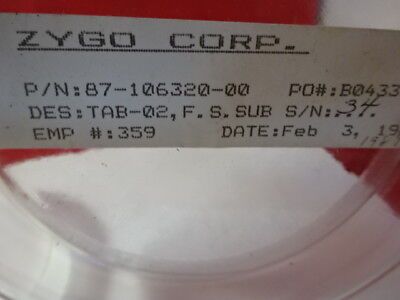 ZYGO CORP.
P/N:87-106320-00 PO#:B0433
DES:TAB-02,F.S.SUB S/N:34.
EMP #:359 DATE:Feb 3, 19